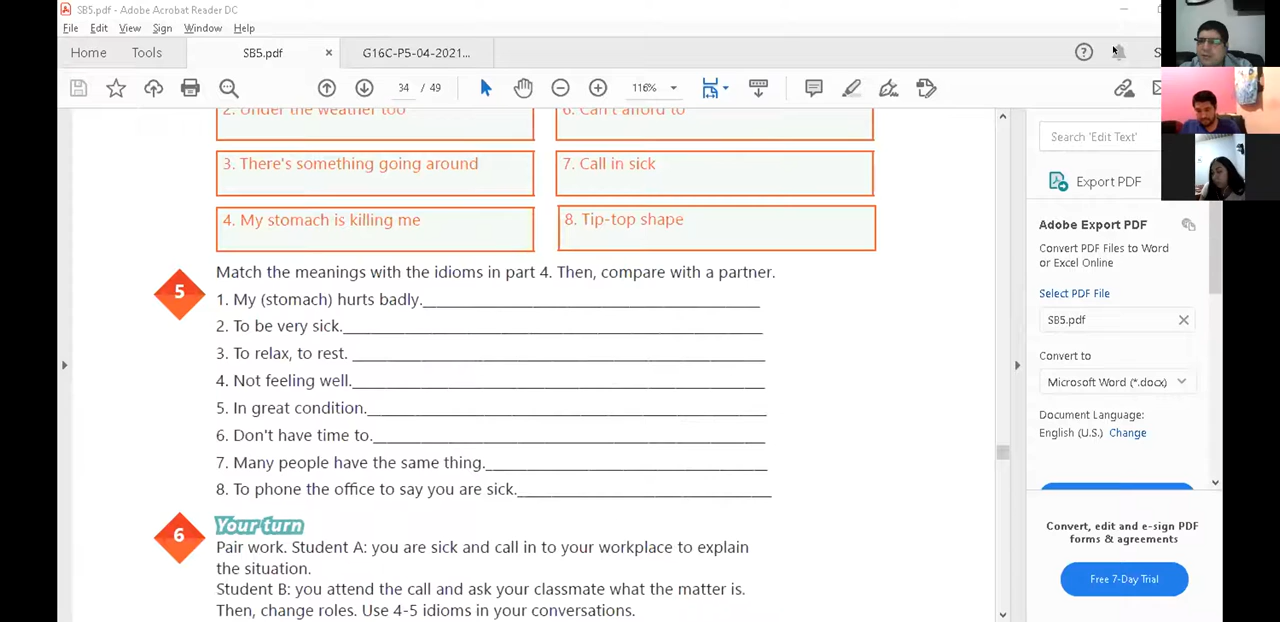 SB5.pdf - Adobe Acrobat Reader DC
File Edit View Sign Window Help
Home Tools SB5.pdf × G16C-P5-04-2021...
34 / 49 116%
2. Under the weather too 6. Can't afford to
3. There's something going around 7. Call in sick
4. My stomach is killing me 8. Tip-top shape
5 Match the meanings with the idioms in part 4. Then, compare with a partner.
1. My (stomach) hurts badly.
2. To be very sick.
3. To relax, to rest.
4. Not feeling well.
5. In great condition.
6. Don't have time to.
7. Many people have the same thing.
8. To phone the office to say you are sick.
6 Your turn
Pair work. Student A: you are sick and call in to your workplace to explain
the situation.
Student B: you attend the call and ask your classmate what the matter is.
Then, change roles. Use 4-5 idioms in your conversations.
Search 'Edit Text'
Export PDF
Adobe Export PDF
Convert PDF Files to Word
or Excel Online
Select PDF File
SB5.pdf
Convert to
Microsoft Word (*.docx)
Document Language:
English (U.S.) Change
Convert, edit and e-sign PDF
forms & agreements
Free 7-Day Trial